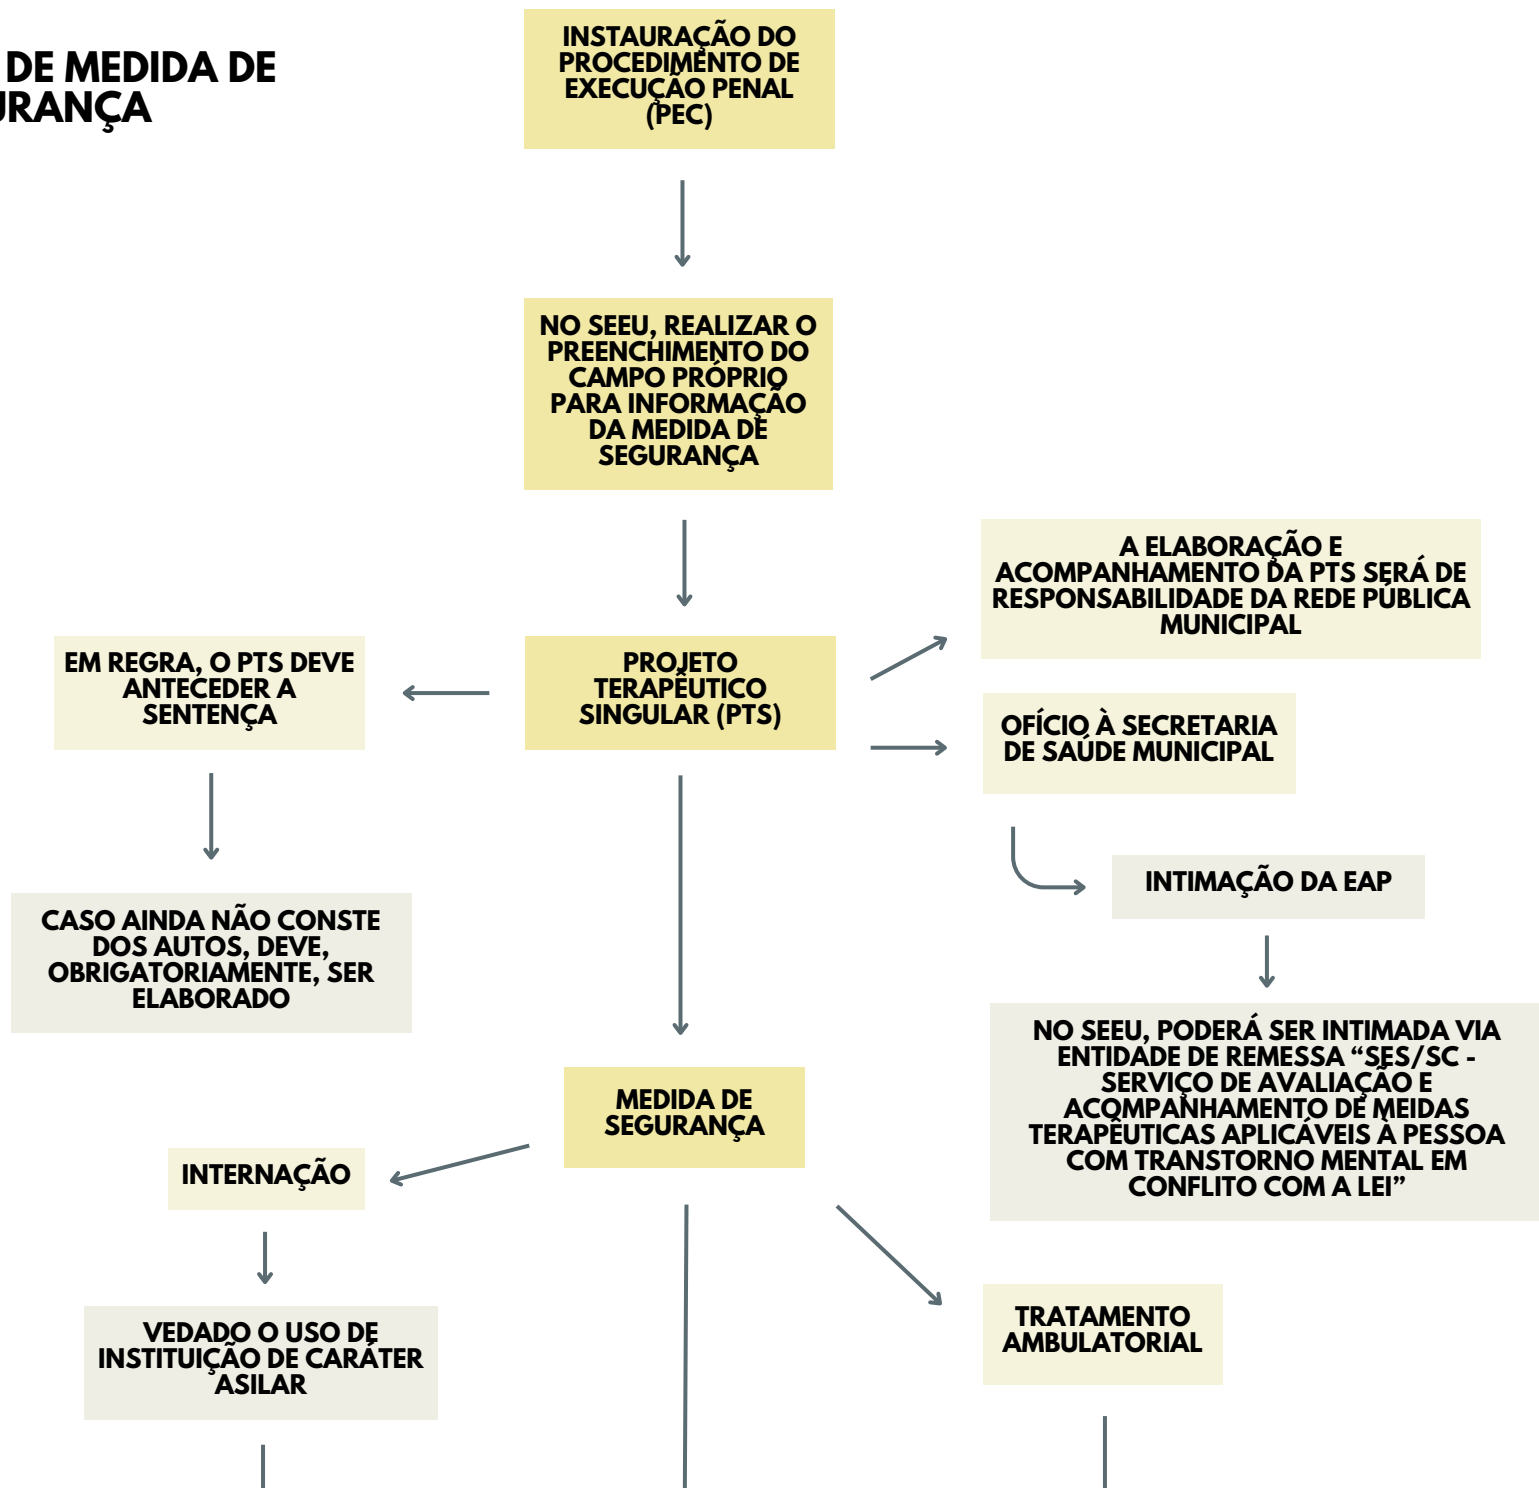 DE MEDIDA DE
URANÇA
INSTAURAÇÃO DO
PROCEDIMENTO DE
EXECUÇÃO PENAL
(PEC)
NO SEEU, REALIZAR O
PREENCHIMENTO DO
CAMPO PRÓPRIO
PARA INFORMAÇÃO
DA MEDIDA DE
SEGURANÇA
A ELABORAÇÃO E
ACOMPANHAMENTO DA PTS SERÁ DE
RESPONSABILIDADE DA REDE PÚBLICA
MUNICIPAL
EM REGRA, O PTS DEVE
ANTECEDER A
SENTENÇA
PROJETO
TERAPÊUTICO
SINGULAR (PTS)
OFÍCIO À SECRETARIA
DE SAÚDE MUNICIPAL
INTIMAÇÃO DA EAP
CASO AINDA NÃO CONSTE
DOS AUTOS, DEVE,
OBRIGATORIAMENTE, SER
ELABORADO
NO SEEU, PODERÁ SER INTIMADA VIA
ENTIDADE DE REMESSA “SES/SC -
SERVIÇO DE AVALIAÇÃO E
ACOMPANHAMENTO DE MEIDAS
TERAPÊUTICAS APLICÁVEIS À PESSOA
COM TRANSTORNO MENTAL EM
CONFLITO COM A LEI”
MEDIDA DE
SEGURANÇA
INTERNAÇÃO
VEDADO O USO DE
INSTITUIÇÃO DE CARÁTER
ASILAR
TRATAMENTO
AMBULATORIAL